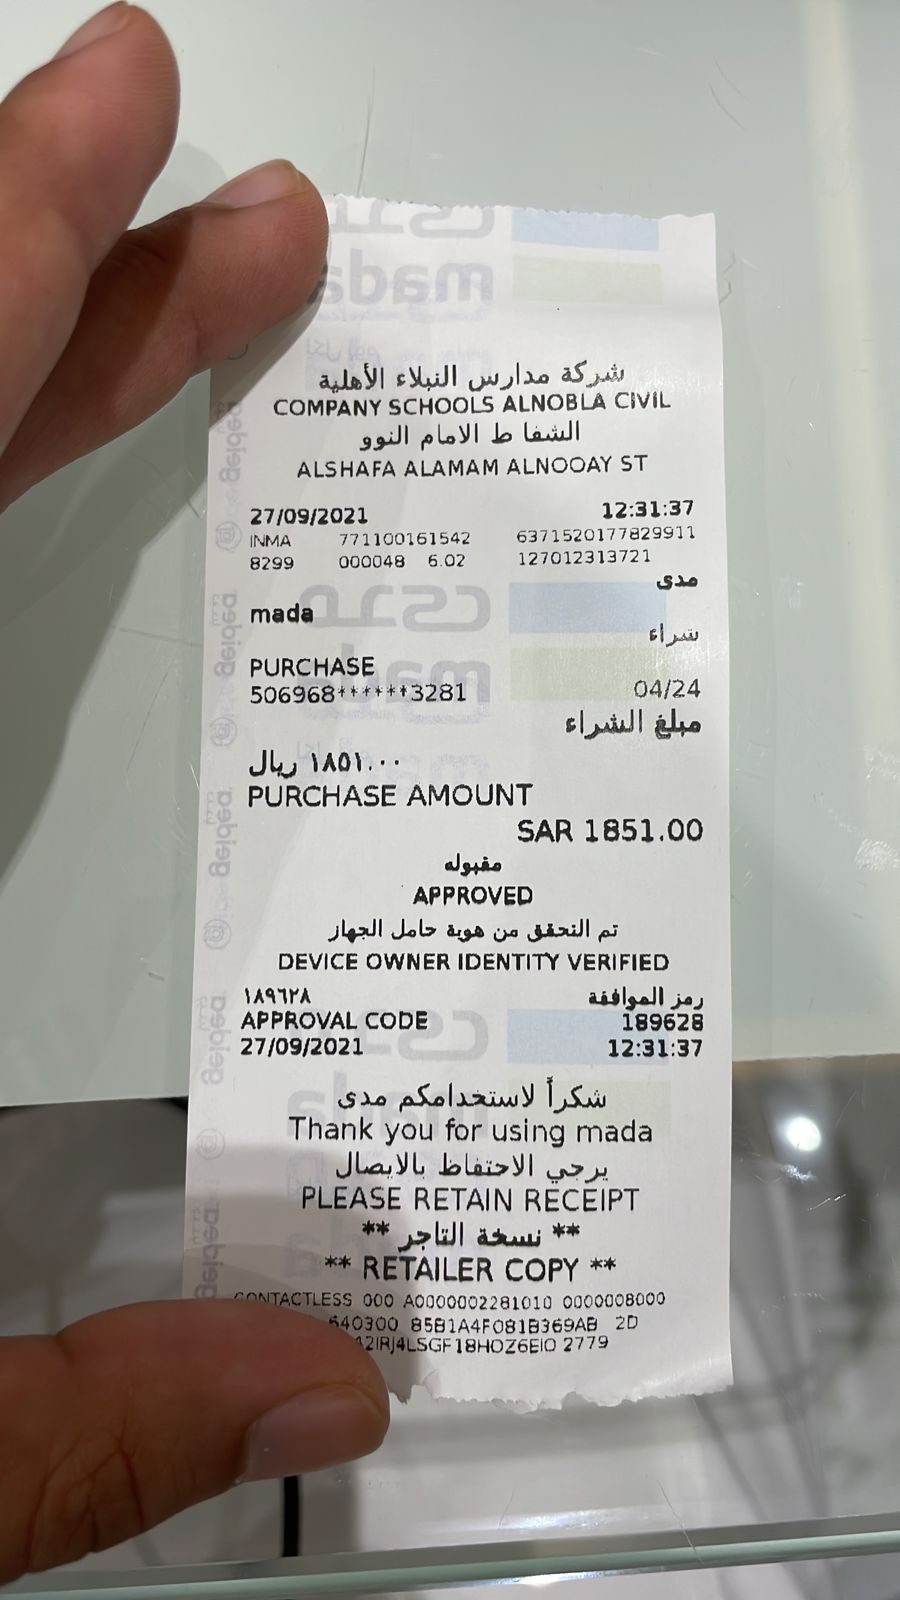 شركة مدارس النبلاء الأهلية
COMPANY SCHOOLS ALNOBLA CIVIL
الشفا ط الامام النوو
ALSHAFA ALAMAM ALNOOAY ST
27/09/2021 12:31:37
INMA 771100161542 6371520177829911
8299 000048 6.02 127012313721
مدى
mada
شراء
PURCHASE
506968******3281 04/24
مبلغ الشراء
١٨٥١.٠٠ ريال
PURCHASE AMOUNT
SAR 1851.00
مقبوله
APPROVED
تم التحقق من هوية حامل الجهاز
DEVICE OWNER IDENTITY VERIFIED
رمز الموافقة ١٨٩٦٢٨
APPROVAL CODE 189628
27/09/2021 12:31:37
شكراً لاستخدامكم مدى
Thank you for using mada
يرجي الاحتفاظ بالايصال
PLEASE RETAIN RECEIPT
** نسخة التاجر **
** RETAILER COPY **
CONTACTLESS 000 A0000002281010 0000008000
640300 85B1A4F081B369AB 2D
2779